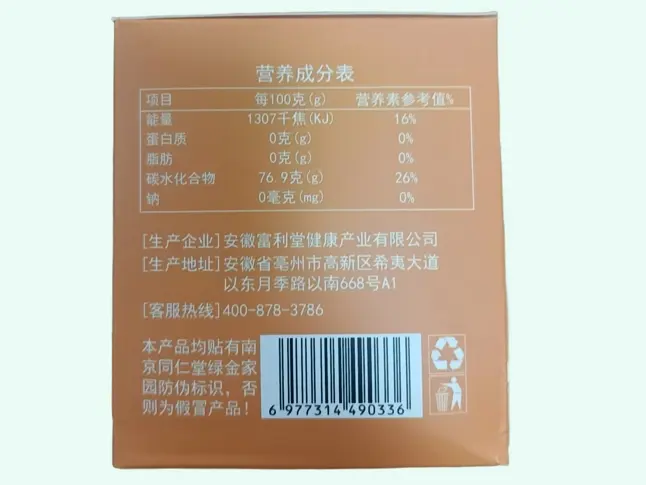 营养成分表
项目 每100克(g) 营养素参考值%
能量 1307千焦(KJ) 16%
蛋白质 0克(g) 0%
脂肪 0克(g) 0%
碳水化合物 76.9克(g) 26%
钠 0毫克(mg) 0%
[生产企业]安徽富利堂健康产业有限公司
[生产地址]安徽省亳州市高新区希夷大道
以东月季路以南668号A1
[客服热线]400-878-3786
本产品均贴有南
京同仁堂绿金家
园防伪标识，否
则为假冒产品！
6 977314 490336